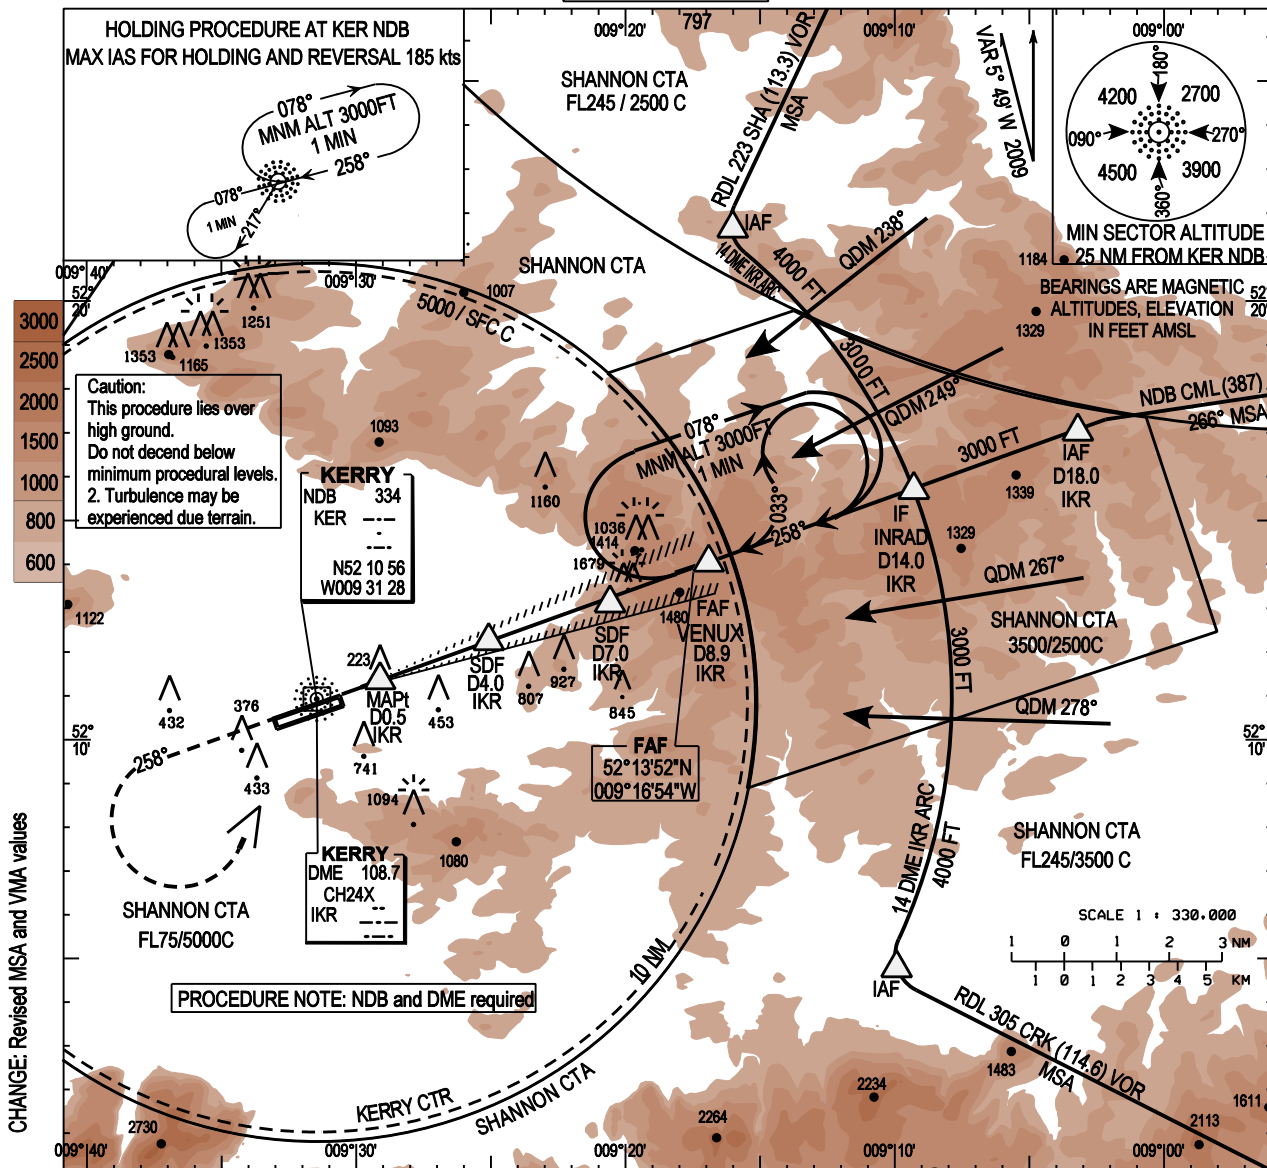 HOLDING PROCEDURE AT KER NDB
MAX IAS FOR HOLDING AND REVERSAL 185 kts
078°
MNM ALT 3000FT
1 MIN
258°
078°
1 MIN
217°
009°20'
797
009°10'
009°00'
SHANNON CTA
FL245 / 2500 C
RDL 223 SHA (113.3) VOR
MSA
VAR 5° 49' W 2009
180°
4200
2700
090°
270°
4500
3900
360°
MIN SECTOR ALTITUDE
25 NM FROM KER NDB
1184
BEARINGS ARE MAGNETIC
ALTITUDES, ELEVATION
IN FEET AMSL
1329
52°
20'
009°40'
52°
20'
009°30'
SHANNON CTA
IAF
14 DME IKR ARC
4000 FT
QDM 238°
5000 / SFC C
1007
1251
1353
1353
1165
3000
2500
2000
1500
1000
800
600
Caution:
This procedure lies over
high ground.
Do not decend below
minimum procedural levels.
2. Turbulence may be
experienced due terrain.
1093
3000 FT
QDM 249°
NDB CML (387)
266° MSA
078°
MNM ALT 3000FT
1 MIN
033°
258°
3000 FT
IAF
D18.0
IKR
1339
KERRY
NDB 334
KER
N52 10 56
W009 31 28
1160
1036
1414
1679
IF
INRAD
D14.0
IKR
1329
QDM 267°
1122
1480
FAF
VENUX
D8.9
IKR
SDF
D7.0
IKR
SDF
D4.0
IKR
SHANNON CTA
3500/2500C
3000 FT
QDM 278°
223
MAPt
D0.5
IKR
927
807
845
453
432
376
433
258°
741
1094
1080
FAF
52°13'52"N
009°16'54"W
52°
10'
52°
10'
KERRY
DME 108.7
CH24X
IKR
SHANNON CTA
FL75/5000C
SHANNON CTA
FL245/3500 C
14 DME IKR ARC
4000 FT
SCALE 1 : 330.000
1 0 1 2 3 NM
1 0 1 2 3 4 5 KM
10 NM
IAF
RDL 305 CRK (114.6) VOR
MSA
PROCEDURE NOTE: NDB and DME required
CHANGE: Revised MSA and VMA values
KERRY CTR
SHANNON CTA
1483
2234
2264
2113
1611
2730
009°40'
009°30'
009°20'
009°10'
009°00'